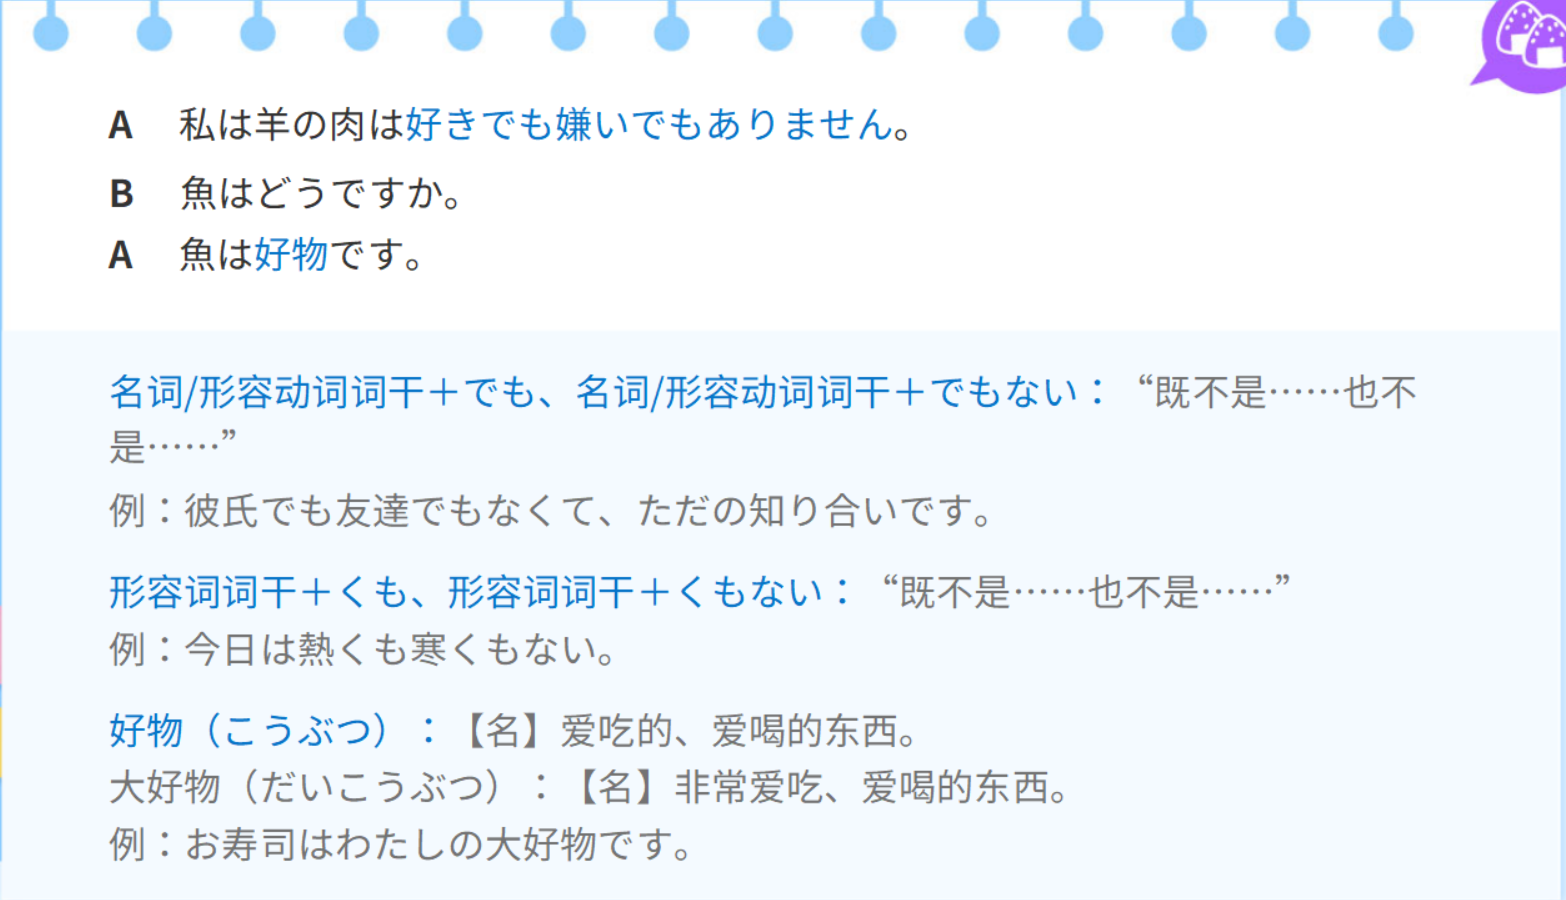 A 私は羊の肉は好きでも嫌いでもありません。
B 魚はどうですか。
A 魚は好物です。
名词/形容动词词干＋でも、名词/形容动词词干＋でもない：“既不是……也不
是……”
例：彼氏でも友達でもなくて、ただの知り合いです。
形容词词干＋くも、形容词词干＋くもない：“既不是……也不是……”
例：今日は熱くも寒くもない。
好物（こうぶつ）：【名】爱吃的、爱喝的东西。
大好物（だいこうぶつ）：【名】非常爱吃、爱喝的东西。
例：お寿司はわたしの大好物です。